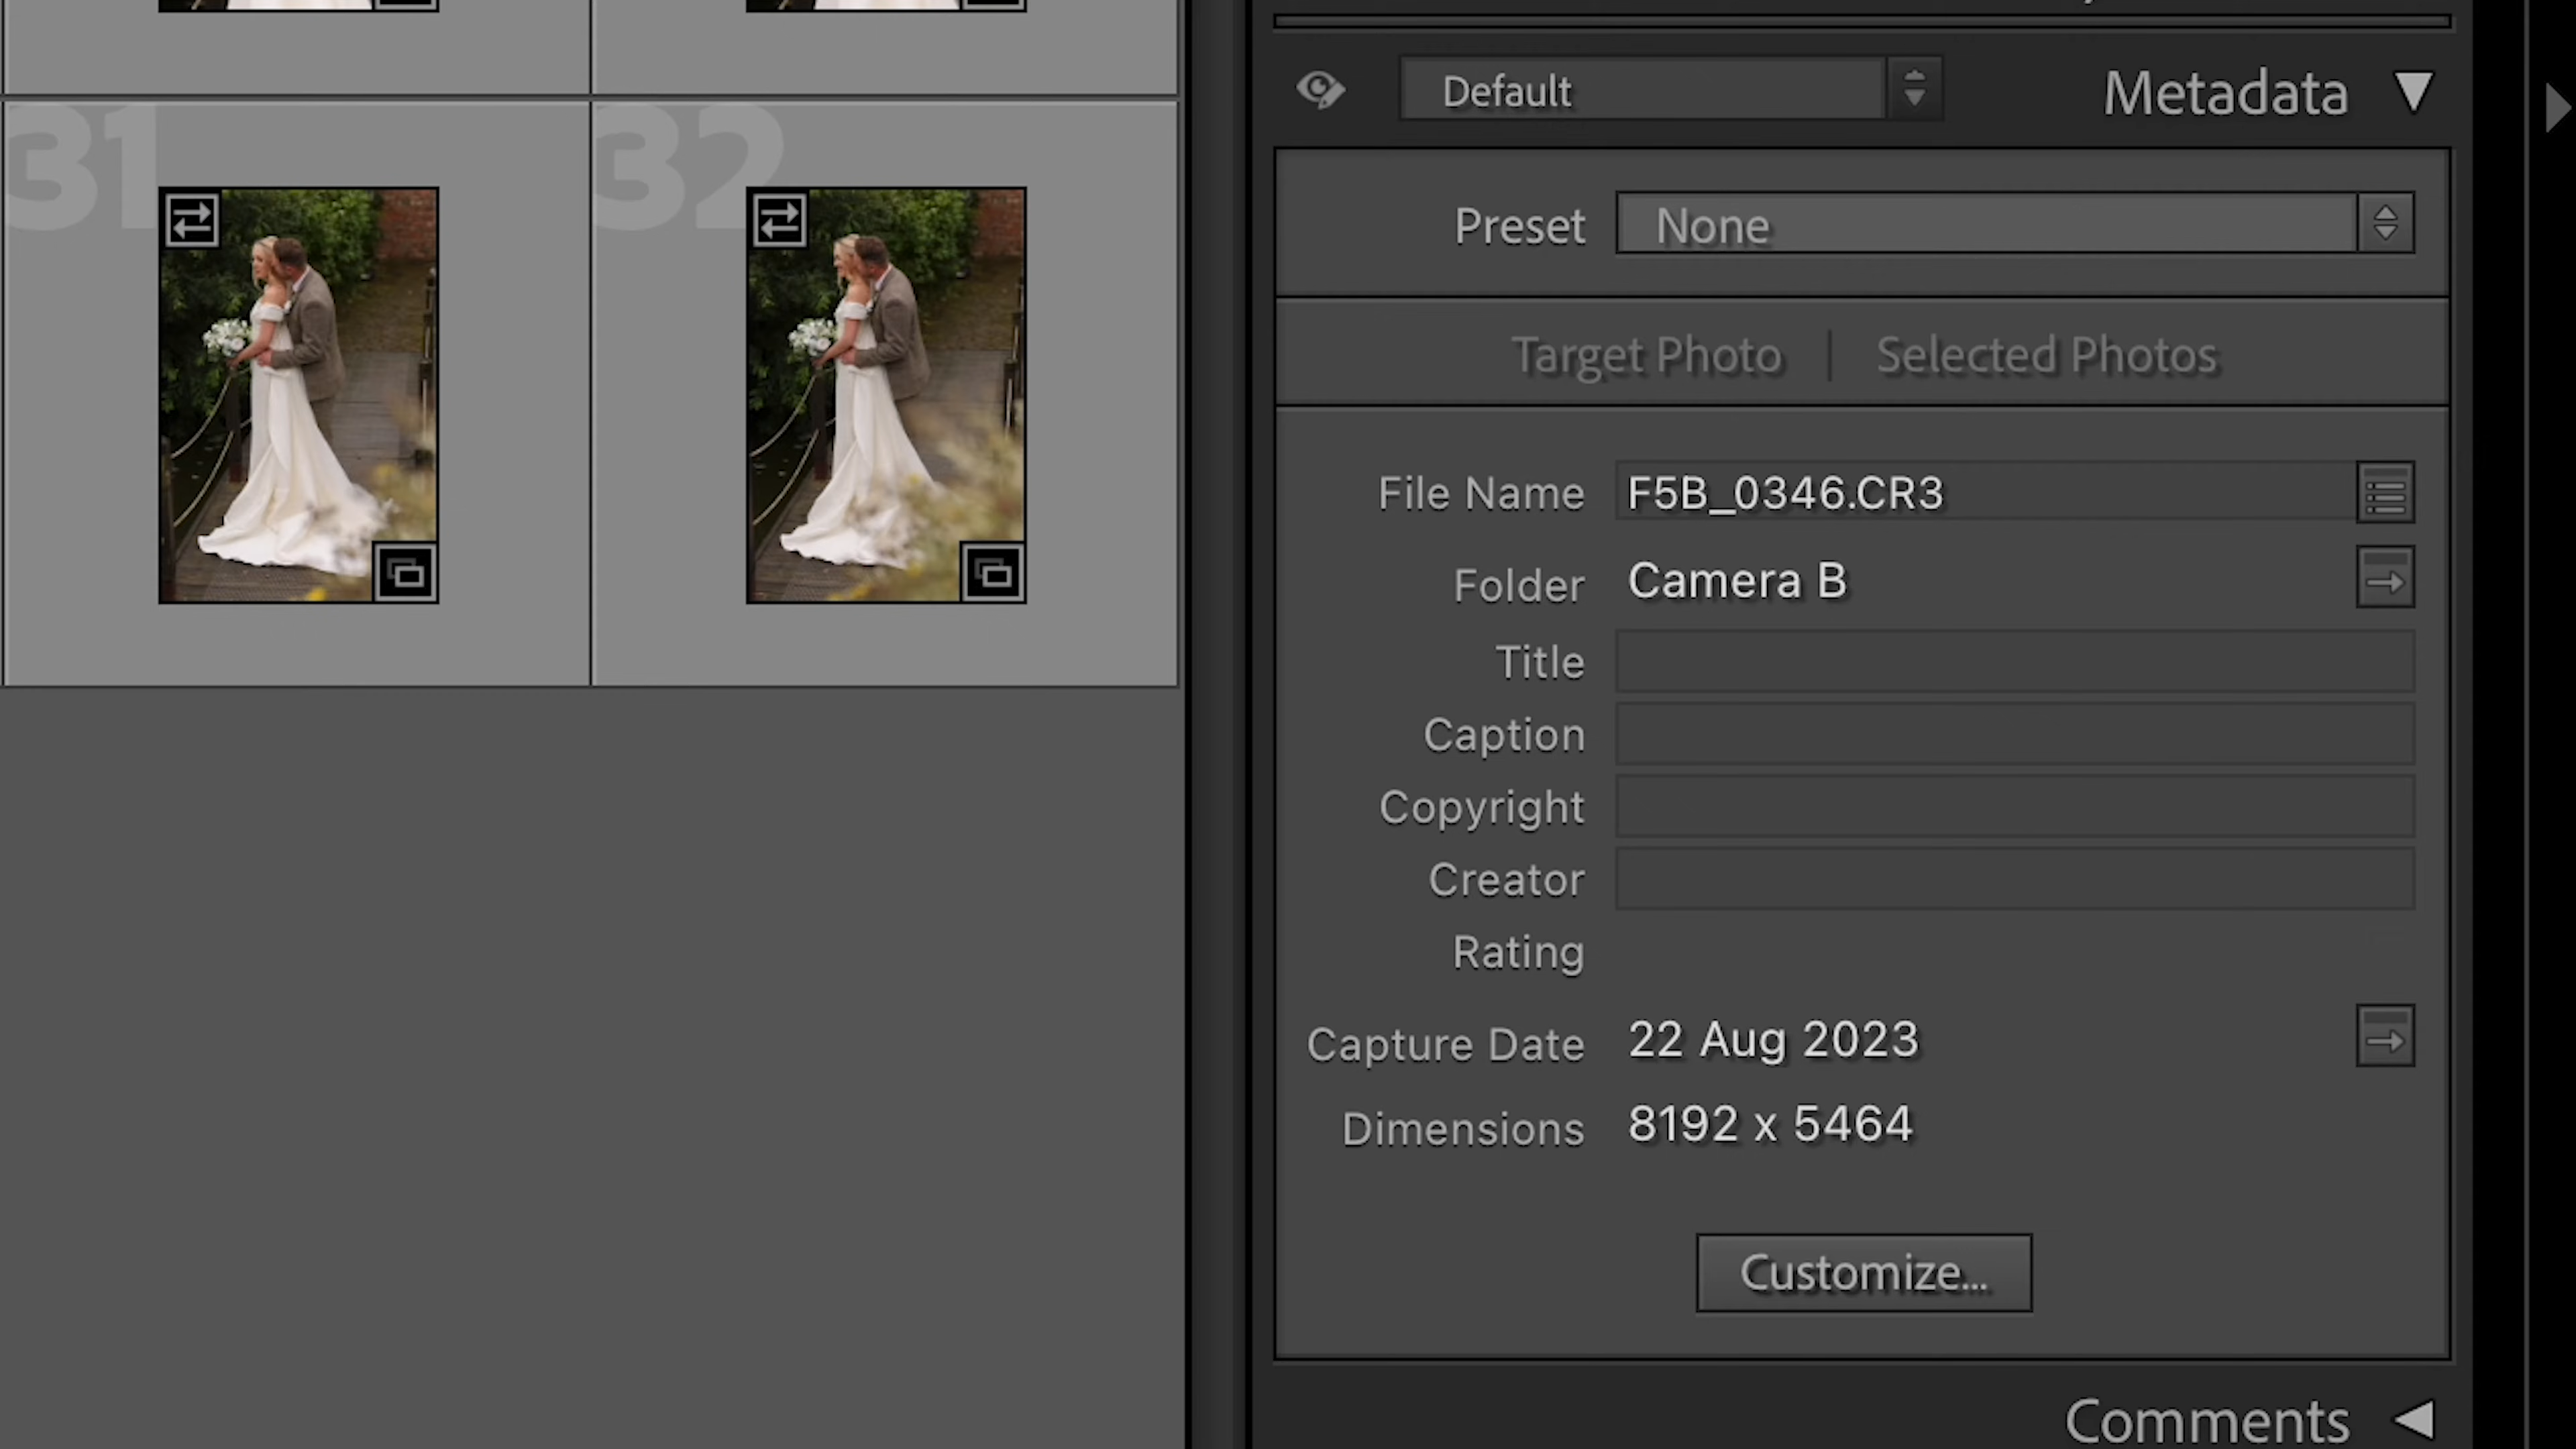 Default
Metadata
31
32
Preset
None
Target Photo | Selected Photos
File Name
F5B_0346.CR3
Folder
Camera B
Title
Caption
Copyright
Creator
Rating
Capture Date
22 Aug 2023
Dimensions
8192 x 5464
Customize...
Comments